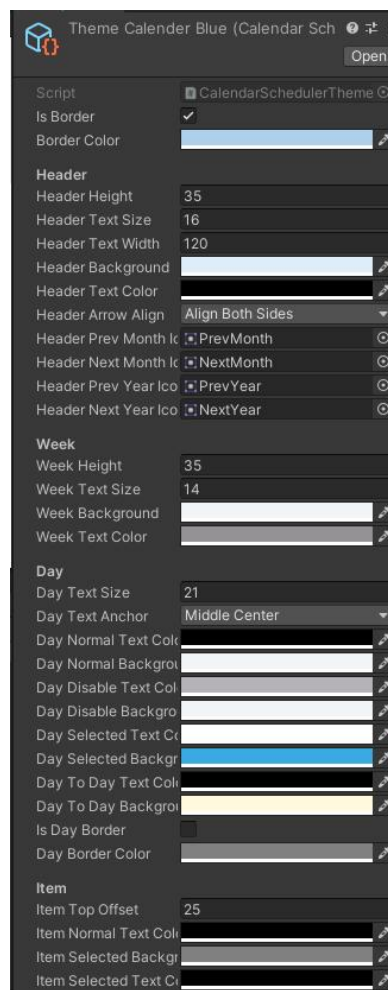 Theme Calender Blue (Calendar Sch
Open
Script CalendarSchedulerTheme
Is Border
Border Color
Header
Header Height 35
Header Text Size 16
Header Text Width 120
Header Background
Header Text Color
Header Arrow Align Align Both Sides
Header Prev Month Ic PrevMonth
Header Next Month Ic NextMonth
Header Prev Year Ico PrevYear
Header Next Year Ico NextYear
Week
Week Height 35
Week Text Size 14
Week Background
Week Text Color
Day
Day Text Size 21
Day Text Anchor Middle Center
Day Normal Text Colo
Day Normal Backgrou
Day Disable Text Col
Day Disable Backgro
Day Selected Text Co
Day Selected Backgr
Day To Day Text Colo
Day To Day Backgrou
Is Day Border
Day Border Color
Item
Item Top Offset 25
Item Normal Text Colo
Item Selected Backgr
Item Selected Text Co